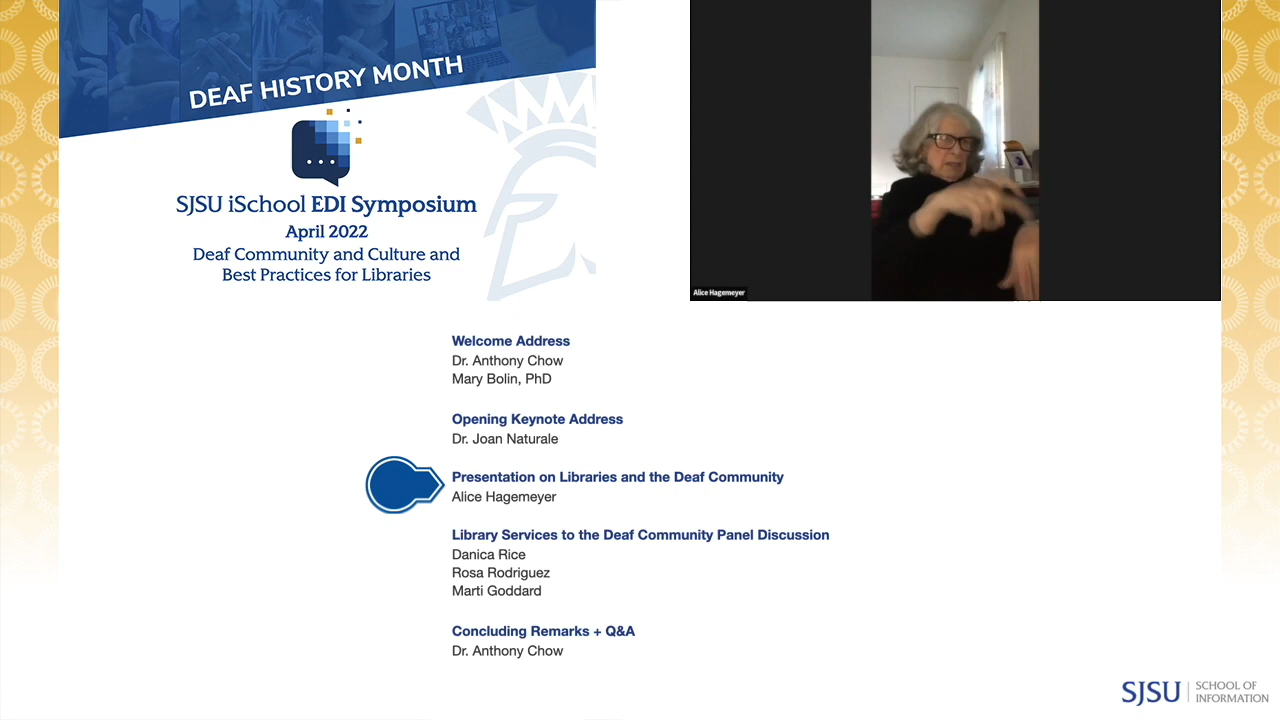 DEAF HISTORY MONTH
SJSU iSchool EDI Symposium
April 2022
Deaf Community and Culture and
Best Practices for Libraries
Alice Hagemeyer
Welcome Address
Dr. Anthony Chow
Mary Bolin, PhD
Opening Keynote Address
Dr. Joan Naturale
Presentation on Libraries and the Deaf Community
Alice Hagemeyer
Library Services to the Deaf Community Panel Discussion
Danica Rice
Rosa Rodriguez
Marti Goddard
Concluding Remarks + Q&A
Dr. Anthony Chow
SJSU | SCHOOL OF
INFORMATION